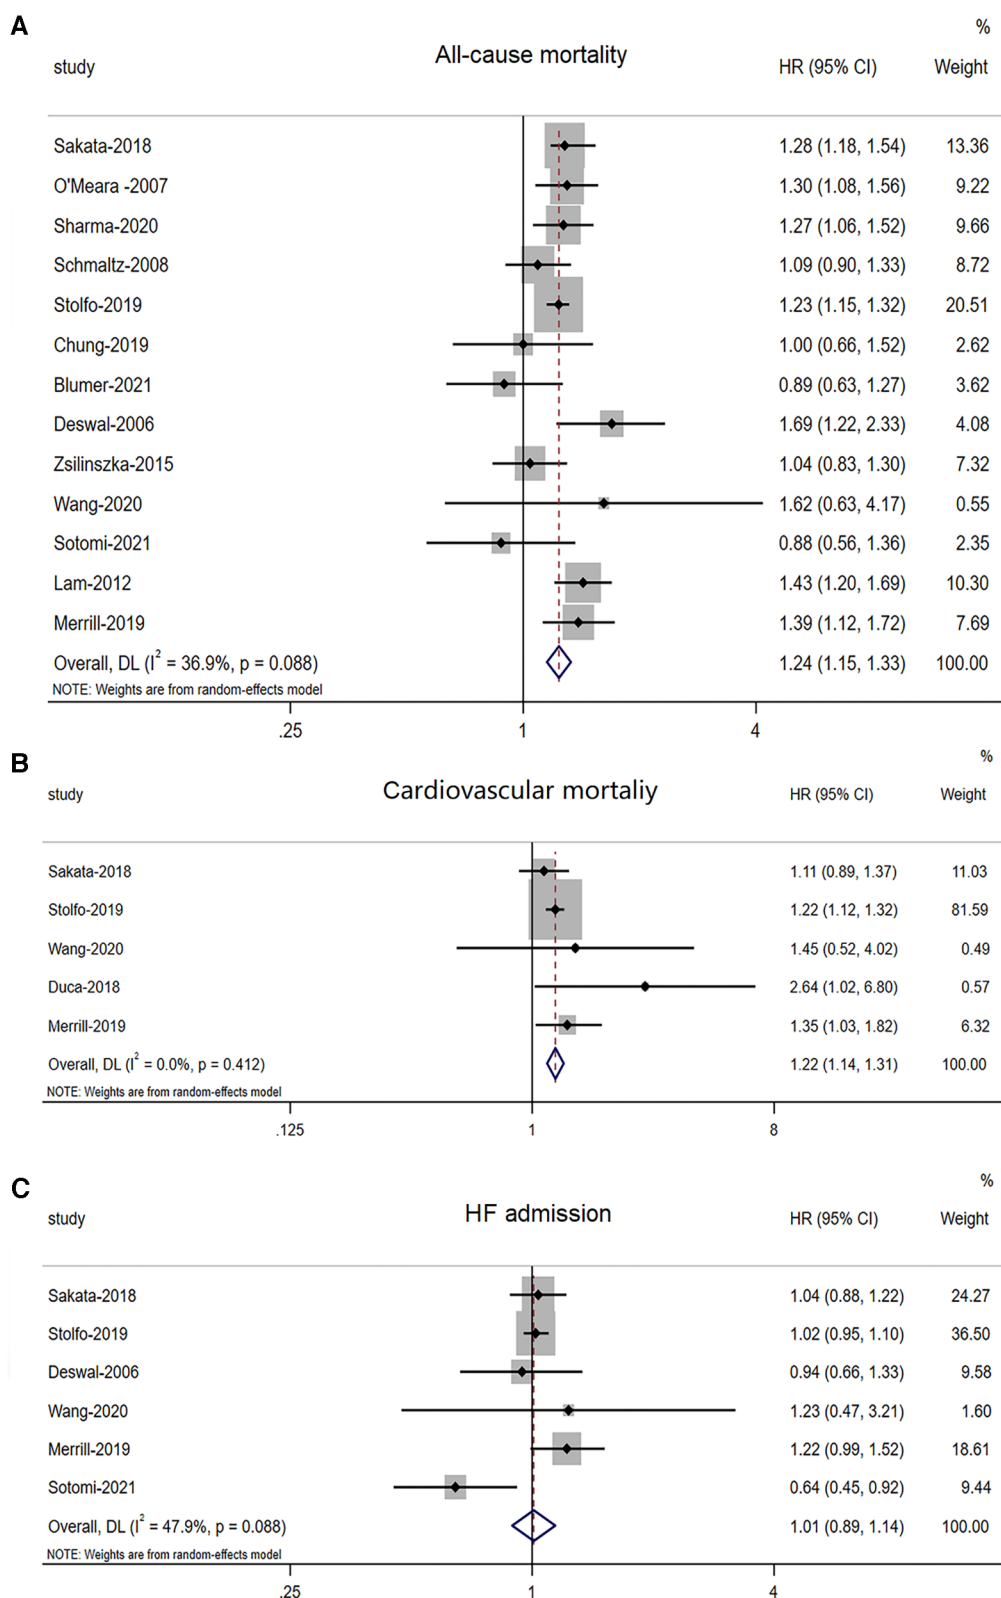 A
%
All-cause mortality
study HR (95% CI) Weight
Sakata-2018 1.28 (1.18, 1.54) 13.36
O'Meara -2007 1.30 (1.08, 1.56) 9.22
Sharma-2020 1.27 (1.06, 1.52) 9.66
Schmaltz-2008 1.09 (0.90, 1.33) 8.72
Stolfo-2019 1.23 (1.15, 1.32) 20.51
Chung-2019 1.00 (0.66, 1.52) 2.62
Blumer-2021 0.89 (0.63, 1.27) 3.62
Deswal-2006 1.69 (1.22, 2.33) 4.08
Zsilinszka-2015 1.04 (0.83, 1.30) 7.32
Wang-2020 1.62 (0.63, 4.17) 0.55
Sotomi-2021 0.88 (0.56, 1.36) 2.35
Lam-2012 1.43 (1.20, 1.69) 10.30
Merrill-2019 1.39 (1.12, 1.72) 7.69
Overall, DL (I² = 36.9%, p = 0.088) 1.24 (1.15, 1.33) 100.00
NOTE: Weights are from random-effects model
.25 1 4
B
%
study Cardiovascular mortaliy HR (95% CI) Weight
Sakata-2018 1.11 (0.89, 1.37) 11.03
Stolfo-2019 1.22 (1.12, 1.32) 81.59
Wang-2020 1.45 (0.52, 4.02) 0.49
Duca-2018 2.64 (1.02, 6.80) 0.57
Merrill-2019 1.35 (1.03, 1.82) 6.32
Overall, DL (I² = 0.0%, p = 0.412) 1.22 (1.14, 1.31) 100.00
NOTE: Weights are from random-effects model
.125 1 8
C
%
study HF admission HR (95% CI) Weight
Sakata-2018 1.04 (0.88, 1.22) 24.27
Stolfo-2019 1.02 (0.95, 1.10) 36.50
Deswal-2006 0.94 (0.66, 1.33) 9.58
Wang-2020 1.23 (0.47, 3.21) 1.60
Merrill-2019 1.22 (0.99, 1.52) 18.61
Sotomi-2021 0.64 (0.45, 0.92) 9.44
Overall, DL (I² = 47.9%, p = 0.088) 1.01 (0.89, 1.14) 100.00
NOTE: Weights are from random-effects model
.25 1 4